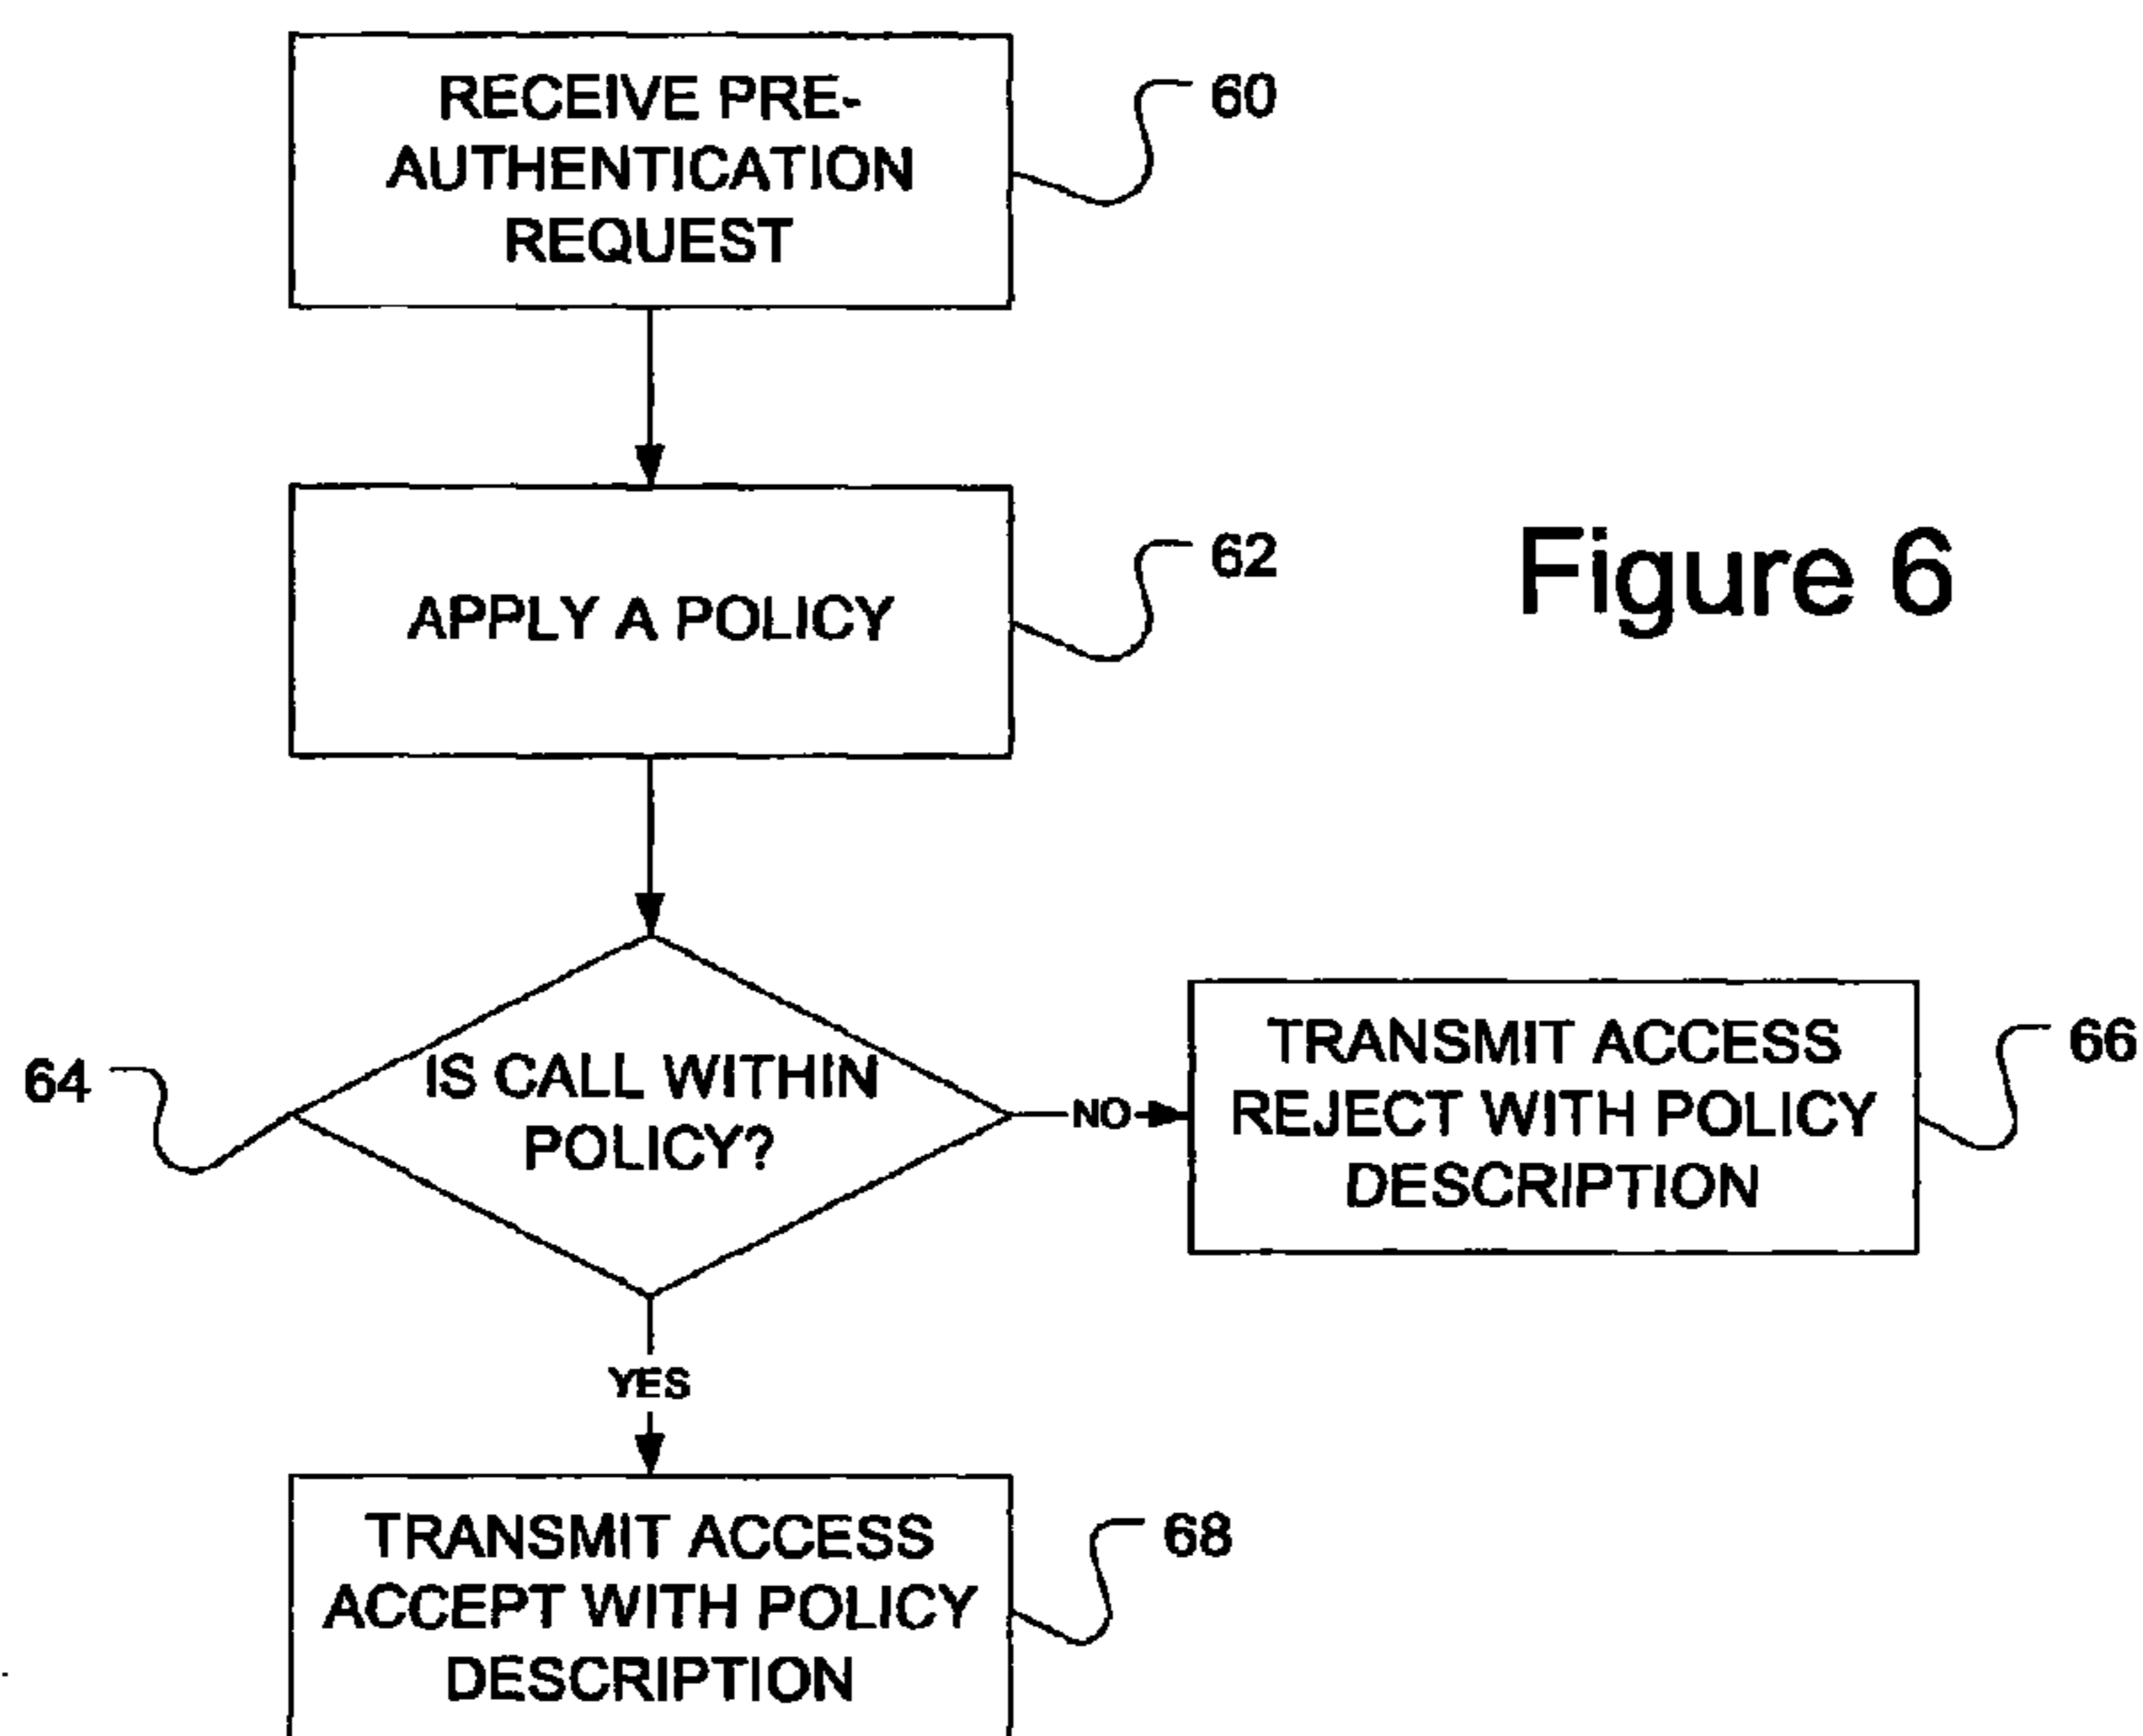 RECEIVE PRE-
AUTHENTICATION
REQUEST
60
APPLY A POLICY
62
Figure 6
IS CALL WITHIN
POLICY?
64
NO
TRANSMIT ACCESS
REJECT WITH POLICY
DESCRIPTION
66
YES
TRANSMIT ACCESS
ACCEPT WITH POLICY
DESCRIPTION
68